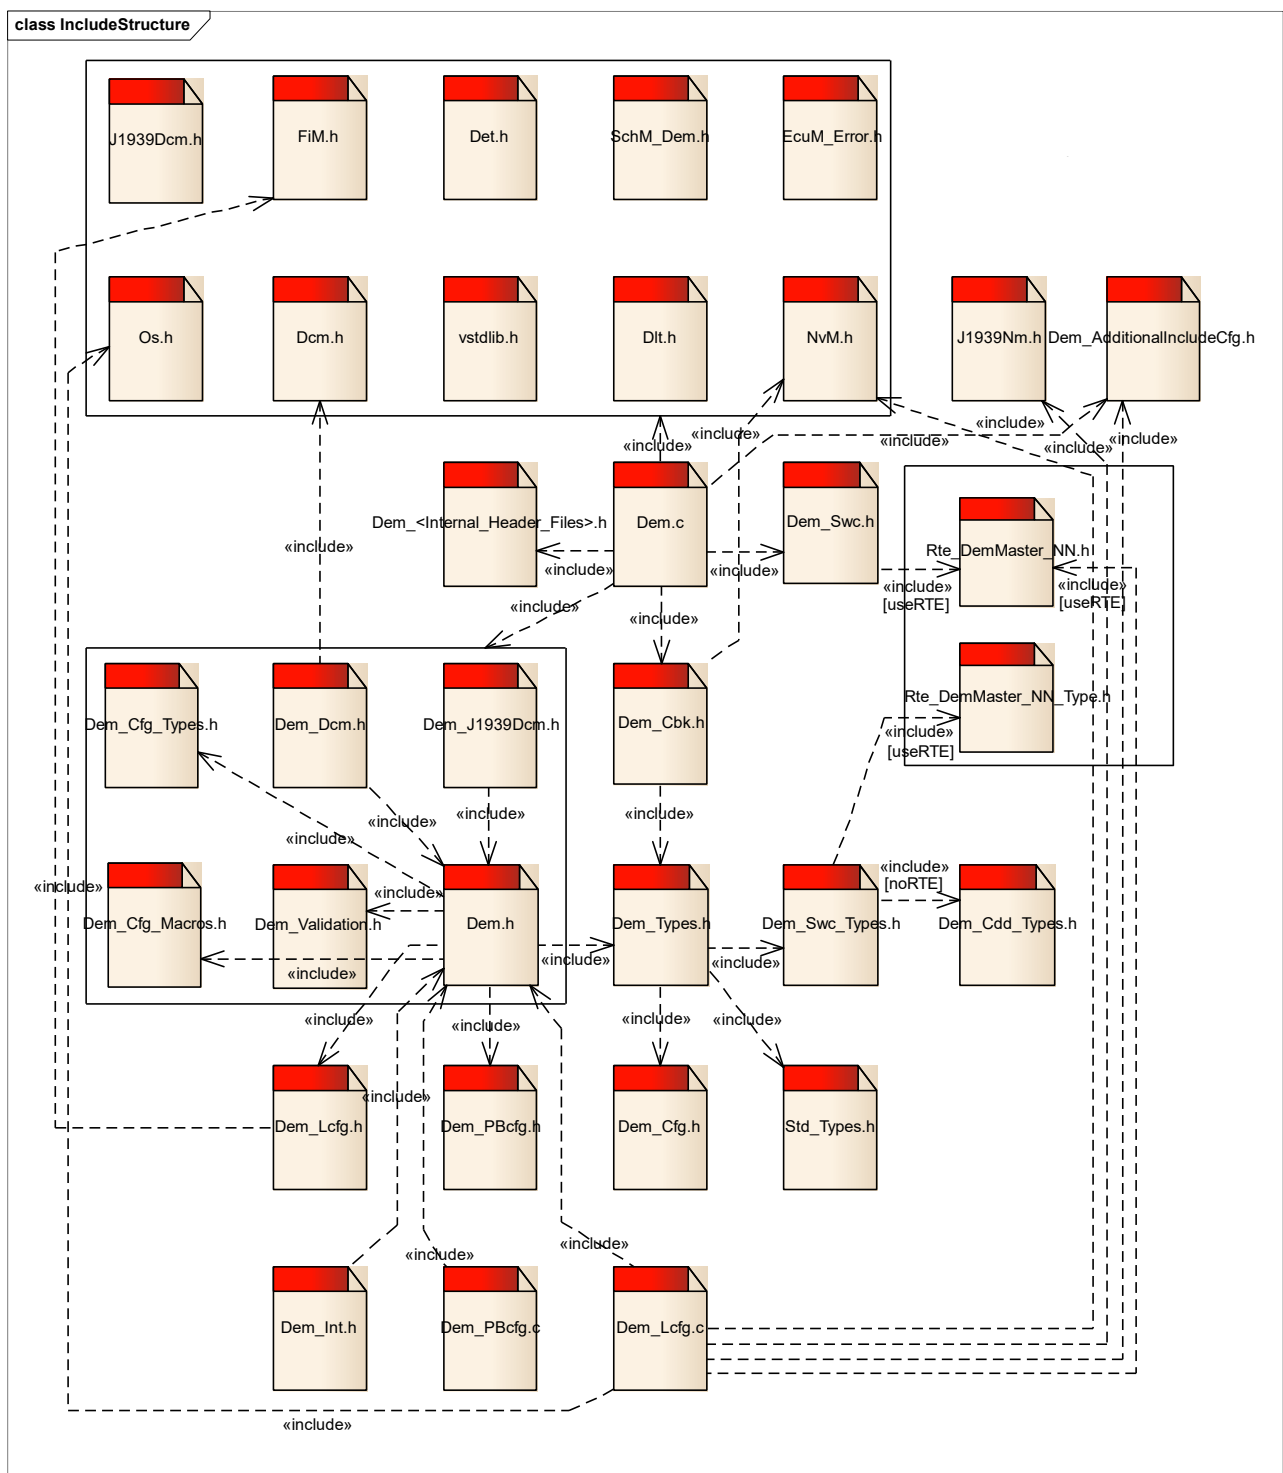 class IncludeStructure
J1939Dcm.h
FiM.h
Det.h
SchM_Dem.h
EcuM_Error.h
Os.h
Dcm.h
vstdlib.h
Dlt.h
NvM.h
J1939Nm.h
Dem_AdditionalIncludeCfg.h
«include»
«include»
«include»
«include»
«include»
«include»
Dem_<Internal_Header_Files>.h
Dem.c
Dem_Swc.h
Rte_DemMaster_NN.h
«include»
«include»
«include»
«include»
[useRTE]
«include»
[useRTE]
«include»
«include»
Dem_Cfg_Types.h
Dem_Dcm.h
Dem_J1939Dcm.h
Dem_Cbk.h
Rte_DemMaster_NN_Type.h
«include»
[useRTE]
«include»
«include»
«include»
«include»
«include»
«include»
[noRTE]
«include»
«include»
Dem_Cfg_Macros.h
Dem_Validation.h
Dem.h
Dem_Types.h
Dem_Swc_Types.h
Dem_Cdd_Types.h
«include»
«include»
«include»
«include»
«include»
«include»
«include»
«include»
Dem_Lcfg.h
Dem_PBcfg.h
Dem_Cfg.h
Std_Types.h
«include»
«include»
Dem_Int.h
Dem_PBcfg.c
Dem_Lcfg.c
«include»